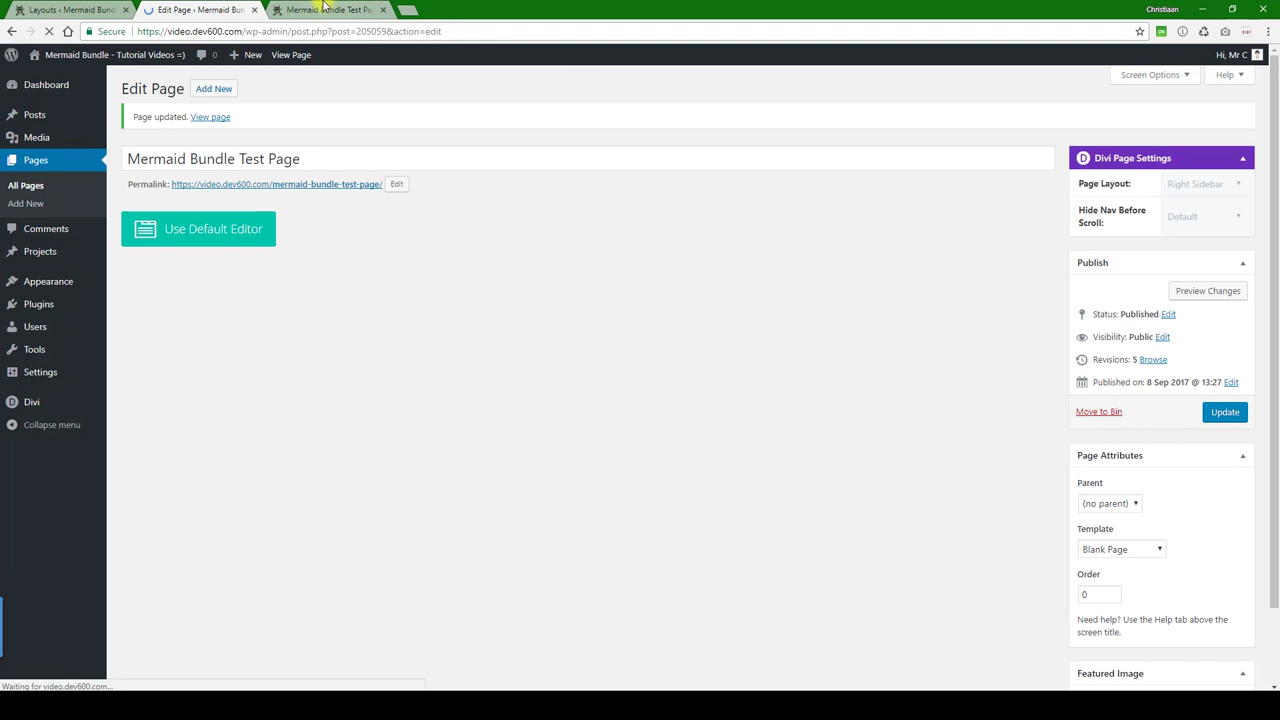 Layouts ‹ Mermaid Bundl
Edit Page ‹ Mermaid Bun
Mermaid Bundle Test Pa
Christiaan
Secure
https://video.dev600.com/wp-admin/post.php?post=205059&action=edit
Mermaid Bundle - Tutorial Videos =)
0
New
View Page
Hi, Mr C
Dashboard
Posts
Media
Pages
All Pages
Add New
Comments
Projects
Appearance
Plugins
Users
Tools
Settings
Divi
Collapse menu
Screen Options
Help
Edit Page
Add New
Page updated. View page
Mermaid Bundle Test Page
Permalink: https://video.dev600.com/mermaid-bundle-test-page/
Edit
Use Default Editor
Divi Page Settings
Page Layout:
Right Sidebar
Hide Nav Before
Scroll:
Default
Publish
Preview Changes
Status: Published Edit
Visibility: Public Edit
Revisions: 5 Browse
Published on: 8 Sep 2017 @ 13:27 Edit
Move to Bin
Update
Page Attributes
Parent
(no parent)
Template
Blank Page
Order
0
Need help? Use the Help tab above the
screen title.
Featured Image
Waiting for video.dev600.com...